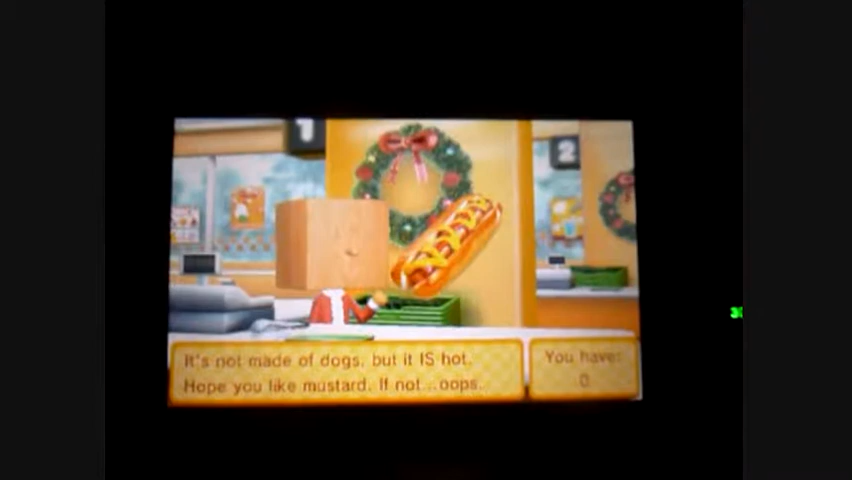 1
2
It's not made of dogs, but it IS hot.
Hope you like mustard. If not...oops.
You have:
0